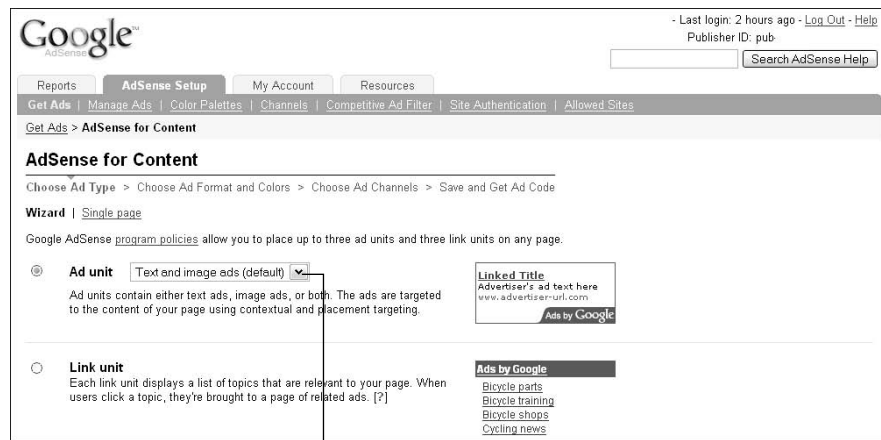 - Last login: 2 hours ago - Log Out - Help
Publisher ID: pub-
Google™
AdSense
Search AdSense Help
Reports AdSense Setup My Account Resources
Get Ads | Manage Ads | Color Palettes | Channels | Competitive Ad Filter | Site Authentication | Allowed Sites
Get Ads > AdSense for Content
AdSense for Content
Choose Ad Type > Choose Ad Format and Colors > Choose Ad Channels > Save and Get Ad Code
Wizard | Single page
Google AdSense program policies allow you to place up to three ad units and three link units on any page.
Ad unit Text and image ads (default)
Ad units contain either text ads, image ads, or both. The ads are targeted
to the content of your page using contextual and placement targeting.
Linked Title
Advertiser's ad text here
www.advertiser-url.com
Ads by Google
Link unit
Each link unit displays a list of topics that are relevant to your page. When
users click a topic, they're brought to a page of related ads. [?]
Ads by Google
Bicycle parts
Bicycle training
Bicycle shops
Cycling news